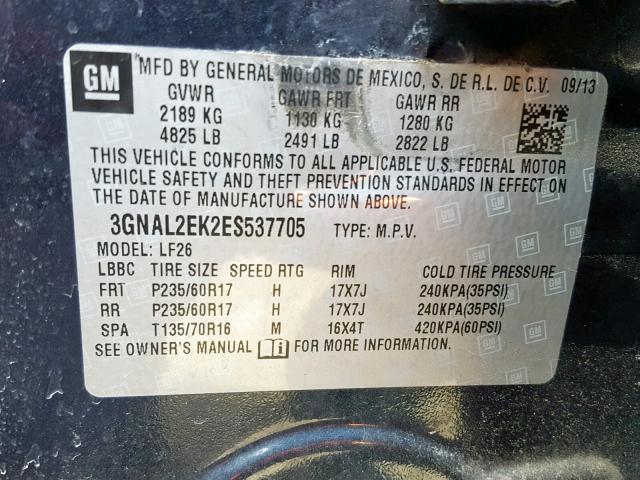 GM
MFD BY GENERAL MOTORS DE MEXICO, S. DE R.L. DE C.V. 09/13
GVWR GAWR FRT GAWR RR
2189 KG 1130 KG 1280 KG
4825 LB 2491 LB 2822 LB
THIS VEHICLE CONFORMS TO ALL APPLICABLE U.S. FEDERAL MOTOR
VEHICLE SAFETY AND THEFT PREVENTION STANDARDS IN EFFECT ON
THE DATE OF MANUFACTURE SHOWN ABOVE.
3GNAL2EK2ES537705 TYPE: M.P.V.
MODEL: LF26
LBBC TIRE SIZE SPEED RTG RIM COLD TIRE PRESSURE
FRT P235/60R17 H 17X7J 240KPA(35PSI)
RR P235/60R17 H 17X7J 240KPA(35PSI)
SPA T135/70R16 M 16X4T 420KPA(60PSI)
SEE OWNER'S MANUAL FOR MORE INFORMATION.